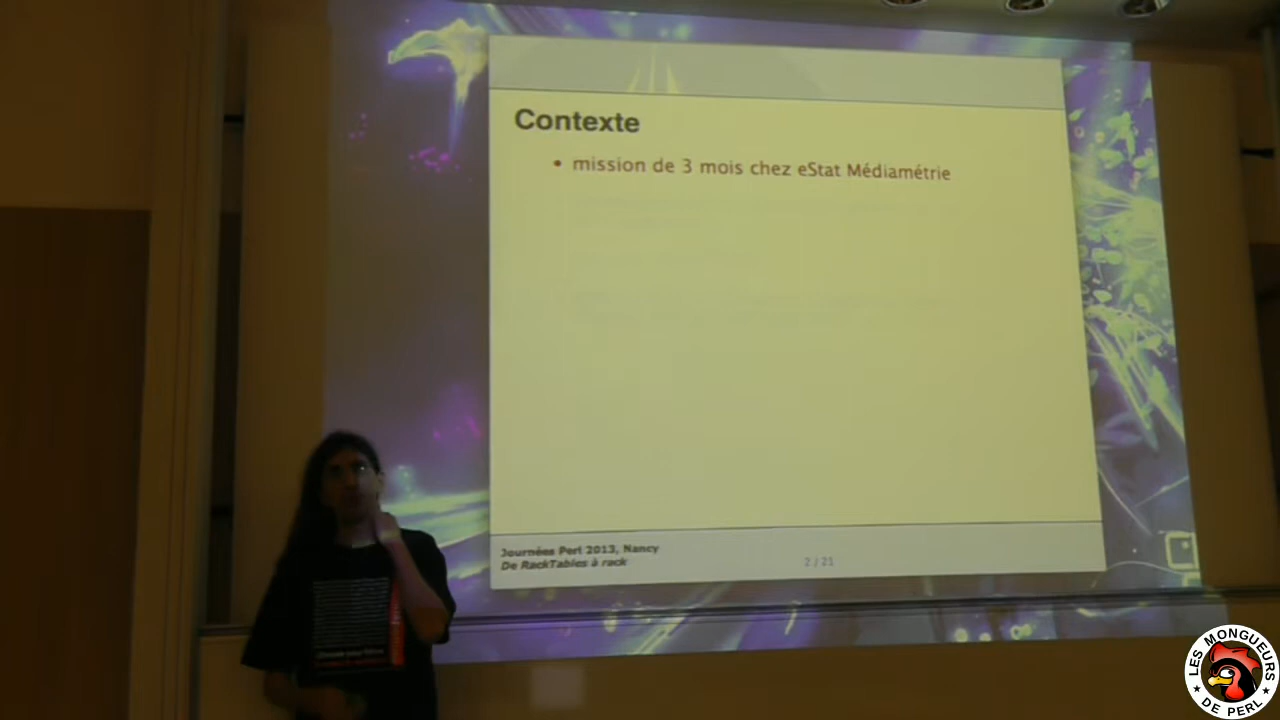 Contexte
• mission de 3 mois chez eStat Médiamétrie
Journées Perl 2013, Nancy
De RackTables à rack
2 / 21
LES MONGUEURS
★ DE PERL ★